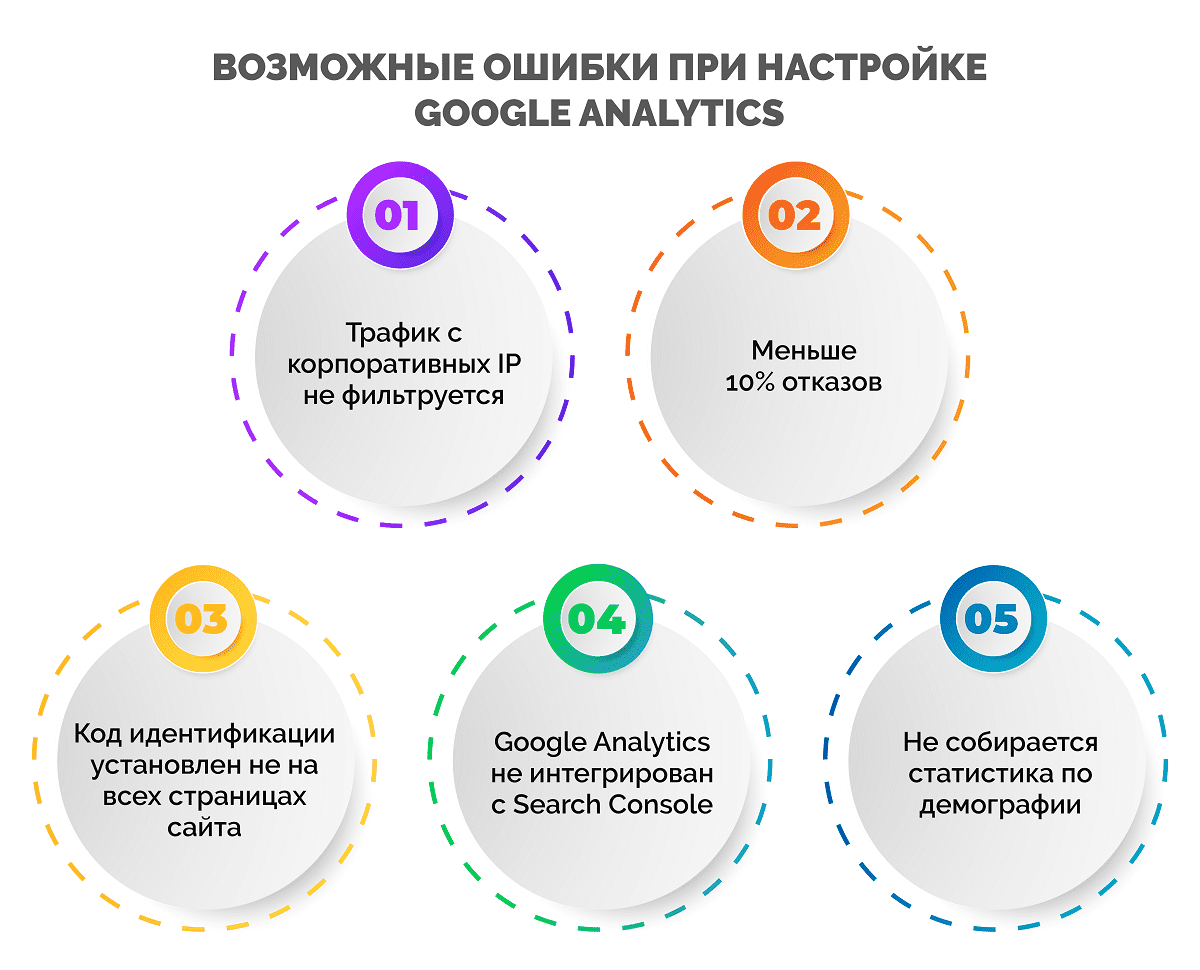 ВОЗМОЖНЫЕ ОШИБКИ ПРИ НАСТРОЙКЕ
GOOGLE ANALYTICS
01
Трафик с
корпоративных IP
не фильтруется
02
Меньше
10% отказов
03
Код идентификации
установлен не на
всех страницах
сайта
04
Google Analytics
не интегрирован
с Search Console
05
Не собирается
статистика по
демографии